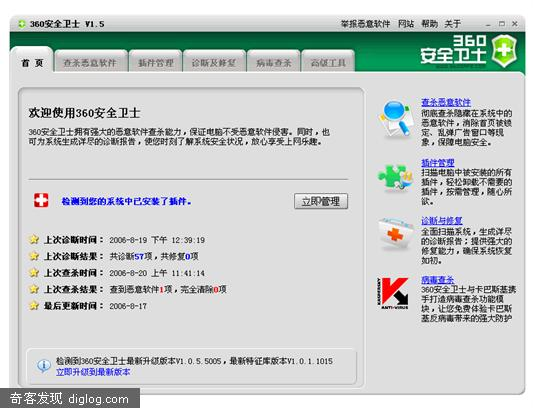 360安全卫士 V1.5
举报恶意软件 网站 帮助 关于
360
安全卫士
首 页
查杀恶意软件
插件管理
诊断及修复
病毒查杀
高级工具
欢迎使用360安全卫士
360安全卫士拥有强大的恶意软件查杀能力，保证电脑不受恶意软件侵害。同时，也
可为系统生成详尽的诊断报告，使您时刻了解系统安全状况，放心享受上网乐趣。
检测到您的系统中已安装了插件。
立即管理
上次诊断时间： 2006-8-19 下午 12:39:19
上次诊断结果： 共诊断57项，共修复0项
上次查杀时间： 2006-8-20 上午 11:41:14
上次查杀结果： 查到恶意软件1项，完全清除0项
最后更新时间： 2006-8-17
检测到360安全卫士最新升级版本V1.0.5.5005，最新特征库版本V1.0.1.1015
立即升级到最新版本
查杀恶意软件
彻底查杀隐藏在系统中的
恶意软件，消除首页被锁
定、乱弹广告窗口等现
象，保障电脑安全。
插件管理
扫描电脑中被安装的所有
插件，轻松卸载不需要的
插件，按需管理，随心所
欲。
诊断与修复
全面扫描系统，生成详尽
的诊断报告；提供强大的
修复能力，确保系统恢复
如初。
KASPERSKY
ANTI-VIRUS
病毒查杀
360安全卫士与卡巴斯基携
手打造病毒查杀功能模
块，让您免费体验卡巴斯
基反病毒带来的强大防护
奇客发现 diglog.com